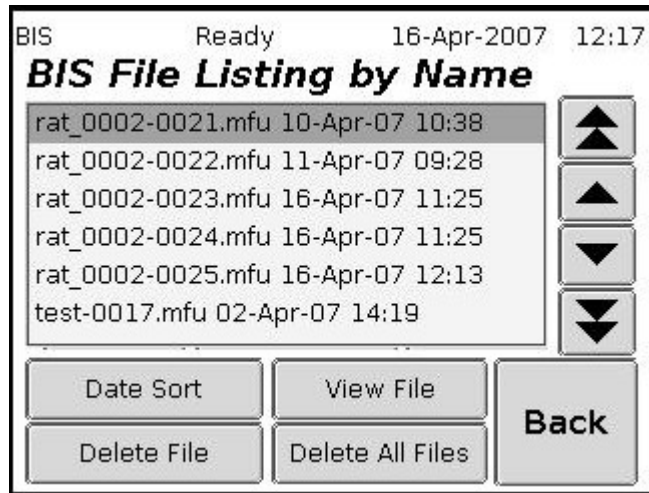 BIS Ready 16-Apr-2007 12:17
BIS File Listing by Name
rat_0002-0021.mfu 10-Apr-07 10:38
rat_0002-0022.mfu 11-Apr-07 09:28
rat_0002-0023.mfu 16-Apr-07 11:25
rat_0002-0024.mfu 16-Apr-07 11:25
rat_0002-0025.mfu 16-Apr-07 12:13
test-0017.mfu 02-Apr-07 14:19
Date Sort View File
Back
Delete File Delete All Files